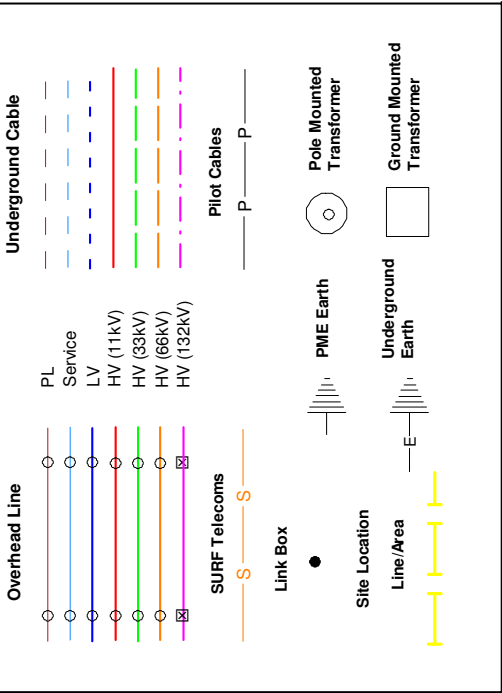 Overhead Line
Underground Cable
PL
Service
LV
HV (11kV)
HV (33kV)
HV (66kV)
HV (132kV)
SURF Telecoms
S S
Pilot Cables
P P
Link Box
PME Earth
Pole Mounted
Transformer
Site Location
Line/Area
E
Underground
Earth
Ground Mounted
Transformer